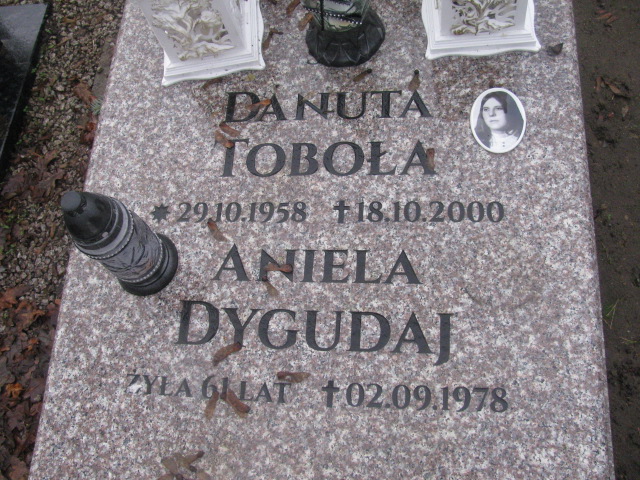 DANUTA
TOBOŁA
✷ 29.10.1958 ✝ 18.10.2000
ANIELA
DYGUDAJ
ŻYŁA 61 LAT ✝ 02.09.1978